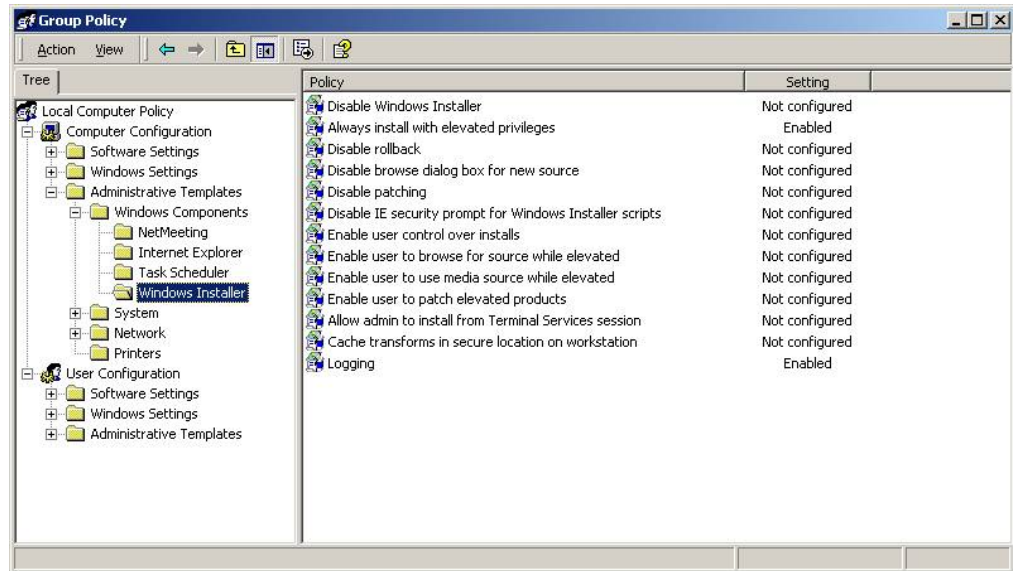 Group Policy
Action View
Tree
Local Computer Policy
Computer Configuration
Software Settings
Windows Settings
Administrative Templates
Windows Components
NetMeeting
Internet Explorer
Task Scheduler
Windows Installer
System
Network
Printers
User Configuration
Software Settings
Windows Settings
Administrative Templates
Policy Setting
Disable Windows Installer Not configured
Always install with elevated privileges Enabled
Disable rollback Not configured
Disable browse dialog box for new source Not configured
Disable patching Not configured
Disable IE security prompt for Windows Installer scripts Not configured
Enable user control over installs Not configured
Enable user to browse for source while elevated Not configured
Enable user to use media source while elevated Not configured
Enable user to patch elevated products Not configured
Allow admin to install from Terminal Services session Not configured
Cache transforms in secure location on workstation Not configured
Logging Enabled